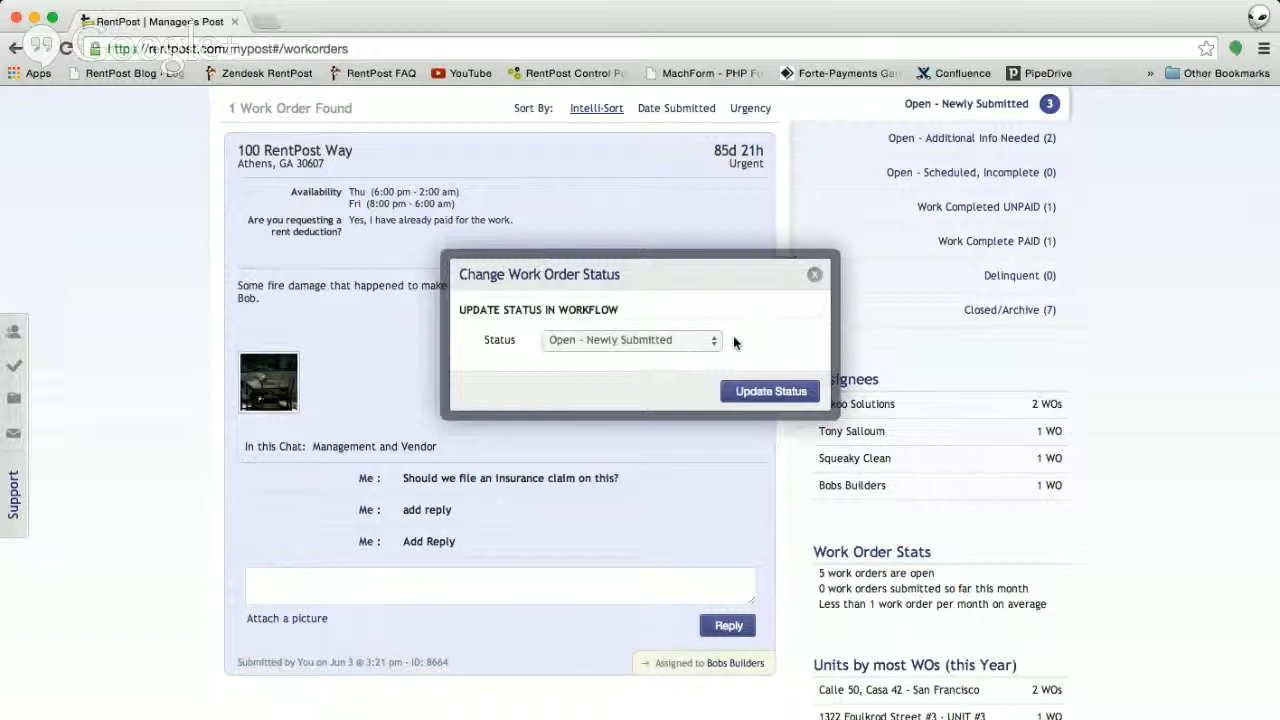 RentPost | Manager's Post
Google+
https://rentpost.com/mypost#/workorders
Apps
RentPost Blog
Zendesk RentPost
RentPost FAQ
YouTube
RentPost Control
MachForm - PHP
Forte-Payments
Confluence
PipeDrive
»
Other Bookmarks
1 Work Order Found
Sort By: Intelli-Sort Date Submitted Urgency
Open - Newly Submitted 3
Open - Additional Info Needed (2)
Open - Scheduled, Incomplete (0)
Work Completed UNPAID (1)
Work Complete PAID (1)
Delinquent (0)
Closed/Archive (7)
100 RentPost Way 85d 21h
Athens, GA 30607 Urgent
Availability Thu (6:00 pm - 2:00 am)
Fri (8:00 pm - 6:00 am)
Are you requesting a Yes, I have already paid for the work.
rent deduction?
Some fire damage that happened to make
Bob.
Change Work Order Status
UPDATE STATUS IN WORKFLOW
Status Open - Newly Submitted
Update Status
In this Chat: Management and Vendor
Me : Should we file an insurance claim on this?
Me : add reply
Me : Add Reply
Attach a picture
Reply
Submitted by You on Jun 3 @ 3:21 pm - ID: 8664
→ Assigned to Bobs Builders
Support
signees
koo Solutions 2 WOs
Tony Salloum 1 WO
Squeaky Clean 1 WO
Bobs Builders 1 WO
Work Order Stats
5 work orders are open
0 work orders submitted so far this month
Less than 1 work order per month on average
Units by most WOs (this Year)
Calle 50, Casa 42 - San Francisco 2 WOs
1322 Foulkrod Street #3 - UNIT #3 1 WO